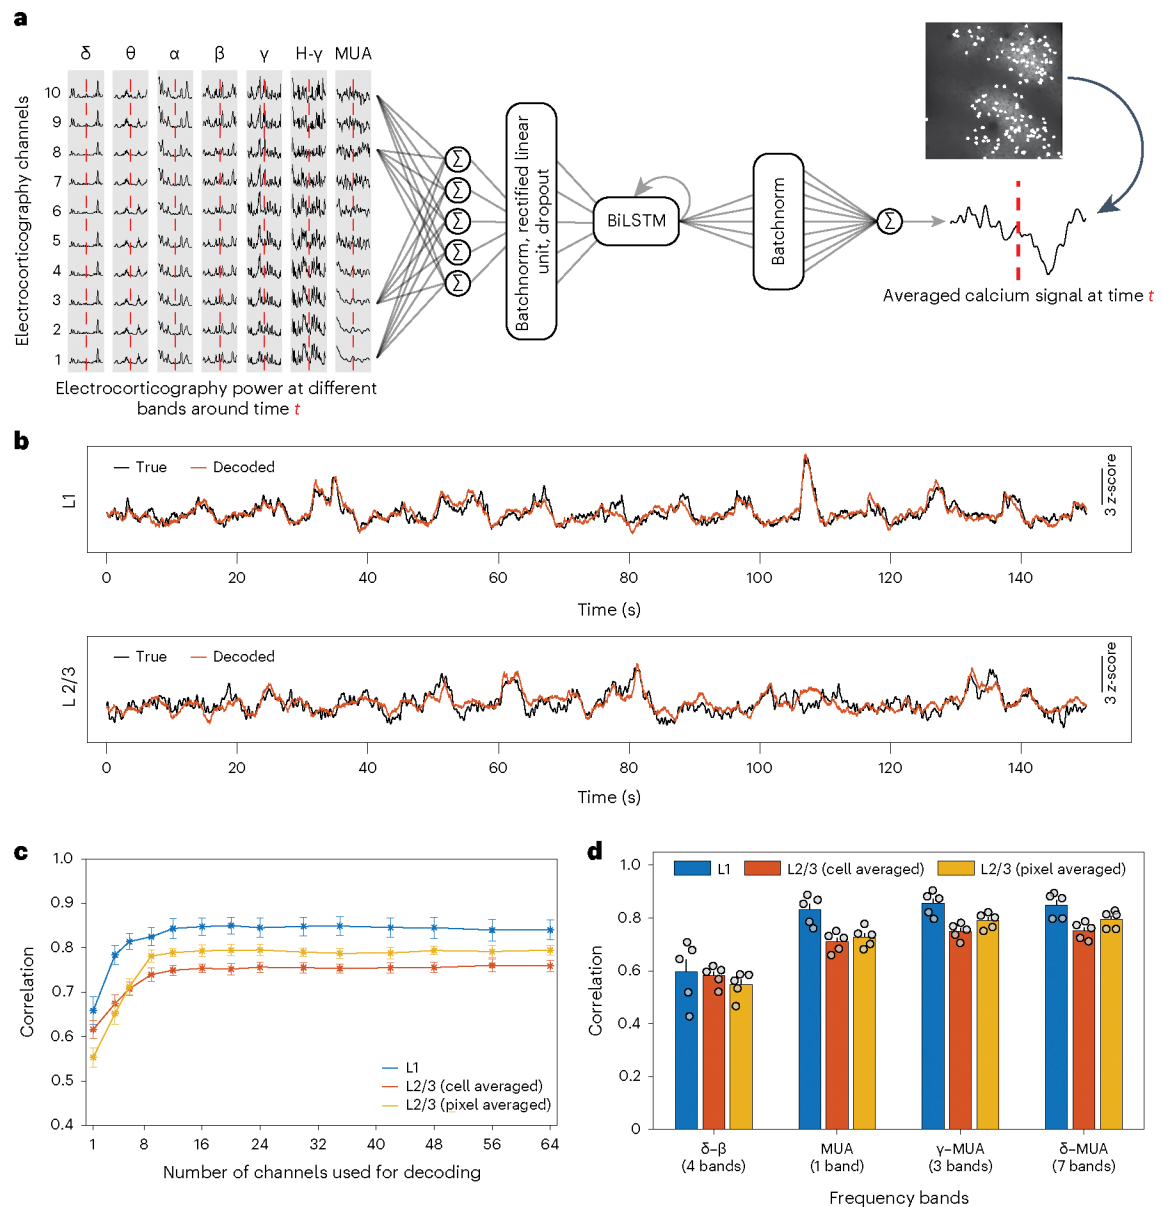 a
δ θ α β γ H-γ MUA
Electrocorticography channels
10
9
8
7
6
5
4
3
2
1
Electrocorticography power at different
bands around time t
Σ
Σ
Σ
Σ
Σ
Batchnorm, rectified linear
unit, dropout
BiLSTM
Batchnorm
Σ
Averaged calcium signal at time t
b
L1
True Decoded
3 z-score
0 20 40 60 80 100 120 140
Time (s)
L 2/3
True Decoded
3 z-score
0 20 40 60 80 100 120 140
Time (s)
c
Correlation
1.0
0.9
0.8
0.7
0.6
0.5
0.4
L1
L2/3 (cell averaged)
L2/3 (pixel averaged)
1 8 16 24 32 40 48 56 64
Number of channels used for decoding
d
Correlation
1.0
0.8
0.6
0.4
0.2
0
L1 L2/3 (cell averaged) L2/3 (pixel averaged)
δ–β MUA γ–MUA δ–MUA
(4 bands) (1 band) (3 bands) (7 bands)
Frequency bands